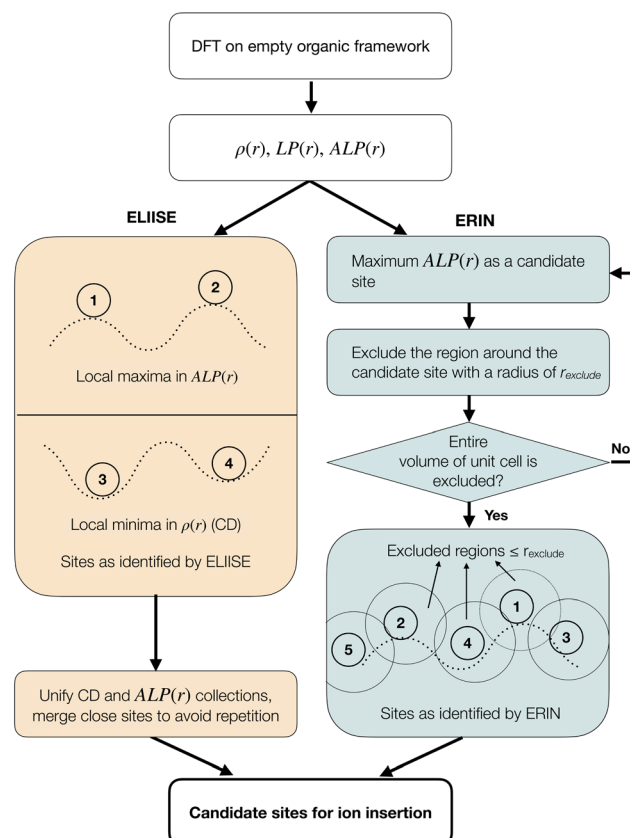 DFT on empty organic framework
ρ(r), LP(r), ALP(r)
ELIISE
1
2
Local maxima in ALP(r)
3
4
Local minima in ρ(r) (CD)
Sites as identified by ELIISE
Unify CD and ALP(r) collections,
merge close sites to avoid repetition
ERIN
Maximum ALP(r) as a candidate
site
Exclude the region around the
candidate site with a radius of r_exclude
Entire
volume of unit cell is
excluded?
No
Yes
Excluded regions ≤ r_exclude
5
2
4
1
3
Sites as identified by ERIN
Candidate sites for ion insertion